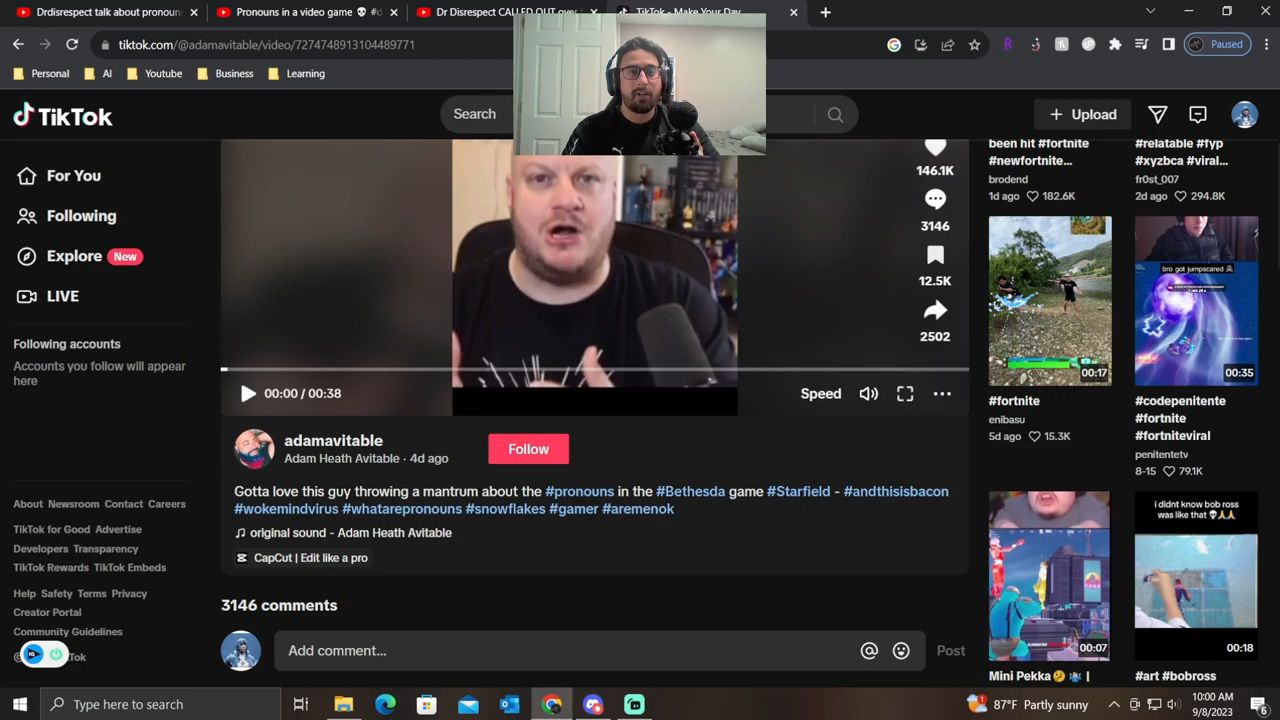 Drdisrespect talk about pronoun
Pronouns in a video game 💀 #d
Dr Disrespect CALLED OUT over
TikTok - Make Your Day
tiktok.com/@adamavitable/video/7274748913104489771
Paused
Personal
AI
Youtube
Business
Learning
TikTok
Search
Upload
For You
Following
Explore New
LIVE
Following accounts
Accounts you follow will appear
here
About Newsroom Contact Careers
TikTok for Good Advertise
Developers Transparency
TikTok Rewards TikTok Embeds
Help Safety Terms Privacy
Creator Portal
Community Guidelines
146.1K
3146
12.5K
2502
00:00 / 00:38
Speed
adamavitable
Adam Heath Avitable · 4d ago
Follow
Gotta love this guy throwing a mantrum about the #pronouns in the #Bethesda game #Starfield - #andthisisbacon
#wokemindvirus #whatarepronouns #snowflakes #gamer #aremenok
♫ original sound - Adam Heath Avitable
CapCut | Edit like a pro
3146 comments
Add comment...
Post
been hit #fortnite
#newfortnite...
brodend
1d ago 182.6K
#relatable #fyp
#xyzbca #viral...
fr0st_007
2d ago 294.8K
00:17
#fortnite
enibasu
5d ago 15.3K
bro got jumpscared
00:35
#codepenitente
#fortnite
#fortniteviral
penitentetv
8-15 79.1K
00:07
Mini Pekka
i didnt know bob ross
was like that 💀🙏🙏
00:18
#art #bobross
Type here to search
87°F Partly sunny
10:00 AM
9/8/2023
6